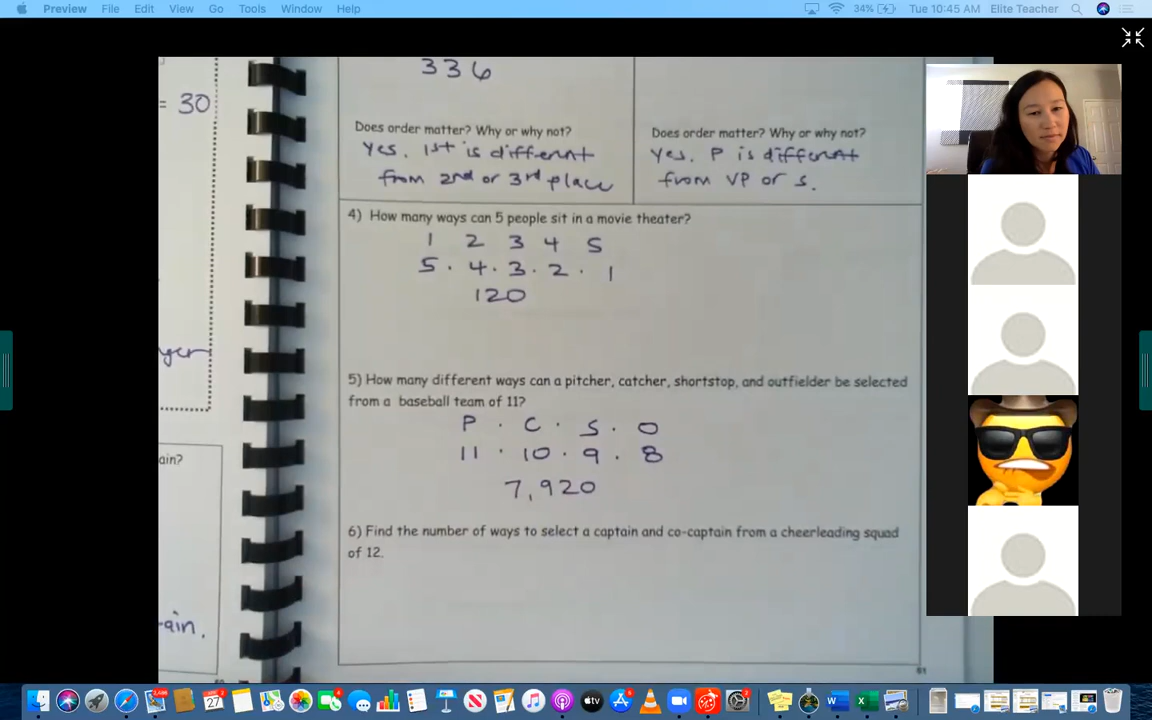 Preview File Edit View Go Tools Window Help 34% Tue 10:45 AM Elite Teacher
336
= 30
Does order matter? Why or why not?
Yes. 1st is different
from 2nd or 3rd place
Does order matter? Why or why not?
Yes. P is different
from VP or S.
4) How many ways can 5 people sit in a movie theater?
1 2 3 4 5
5 · 4 · 3 · 2 · 1
120
5) How many different ways can a pitcher, catcher, shortstop, and outfielder be selected
from a baseball team of 11?
P · C · S · O
11 · 10 · 9 · 8
7,920
ain?
6) Find the number of ways to select a captain and co-captain from a cheerleading squad
of 12.
ain.
61